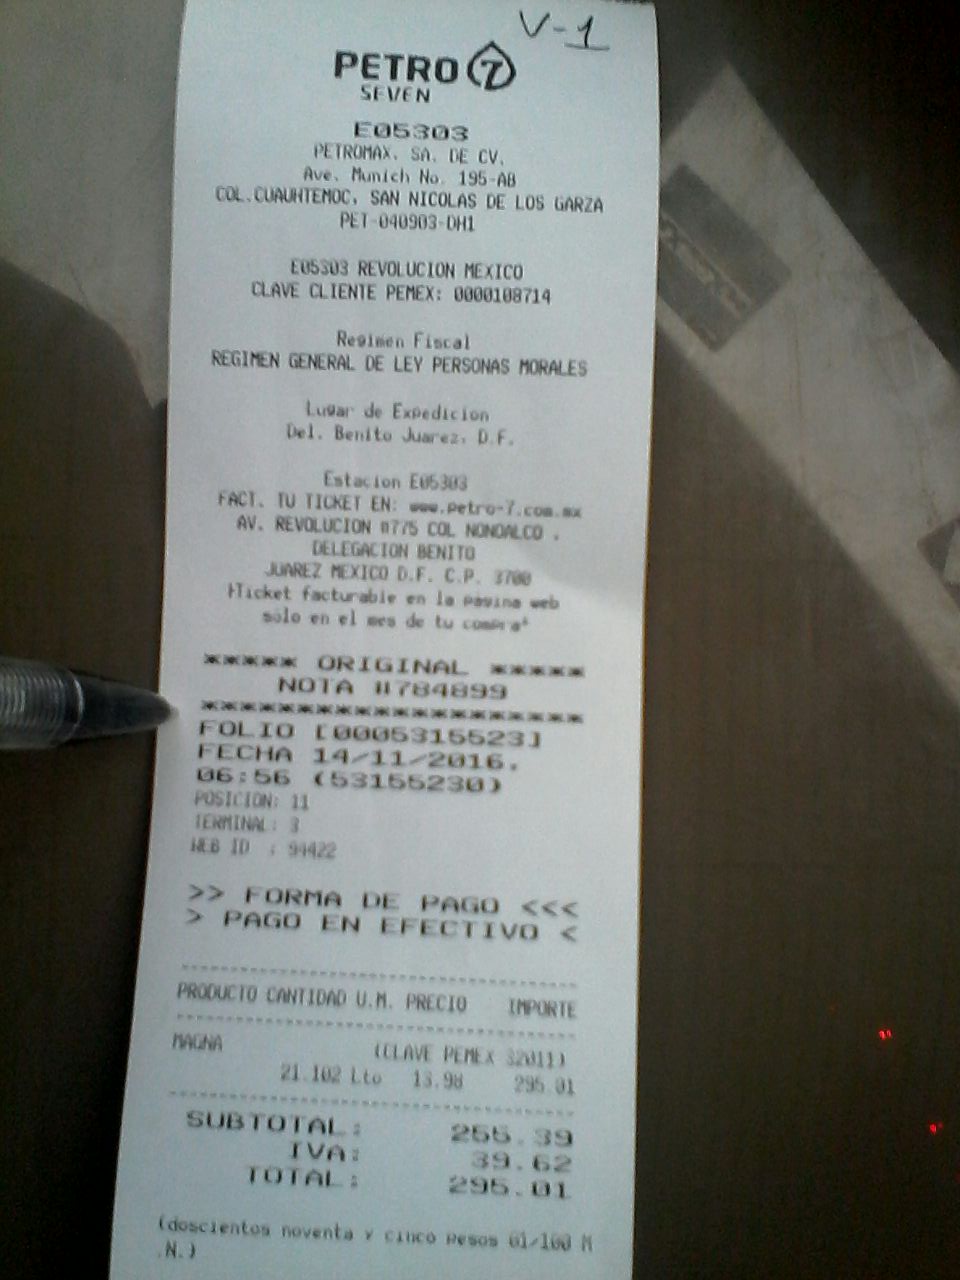 V-1
PETRO 7
SEVEN
E05303
PETROMAX. SA. DE CV.
Ave. Munich No. 195-AB
COL.CUAUHTEMOC, SAN NICOLAS DE LOS GARZA
PET-040903-DH1
E05303 REVOLUCION MEXICO
CLAVE CLIENTE PEMEX: 0000108714
Regimen Fiscal
REGIMEN GENERAL DE LEY PERSONAS MORALES
Lugar de Expedicion
Del. Benito Juarez, D.F.
Estacion E05303
FACT. TU TICKET EN: www.petro-7.com.mx
AV. REVOLUCION #775 COL NONOALCO .
DELEGACION BENITO
JUAREZ MEXICO D.F. C.P. 3700
*Ticket facturable en la pagina web
solo en el mes de tu compra*
***** ORIGINAL *****
NOTA #784899
********************
FOLIO [0005315523]
FECHA 14/11/2016.
06:56 (53155230)
POSICION: 11
TERMINAL: 3
WEB ID : 94422
>> FORMA DE PAGO <<<
> PAGO EN EFECTIVO <
PRODUCTO CANTIDAD U.M. PRECIO IMPORTE
MAGNA (CLAVE PEMEX 32011)
21.102 Lto 13.98 295.01
SUBTOTAL: 255.39
IVA: 39.62
TOTAL: 295.01
(doscientos noventa y cinco pesos 01/100 M
.N.)